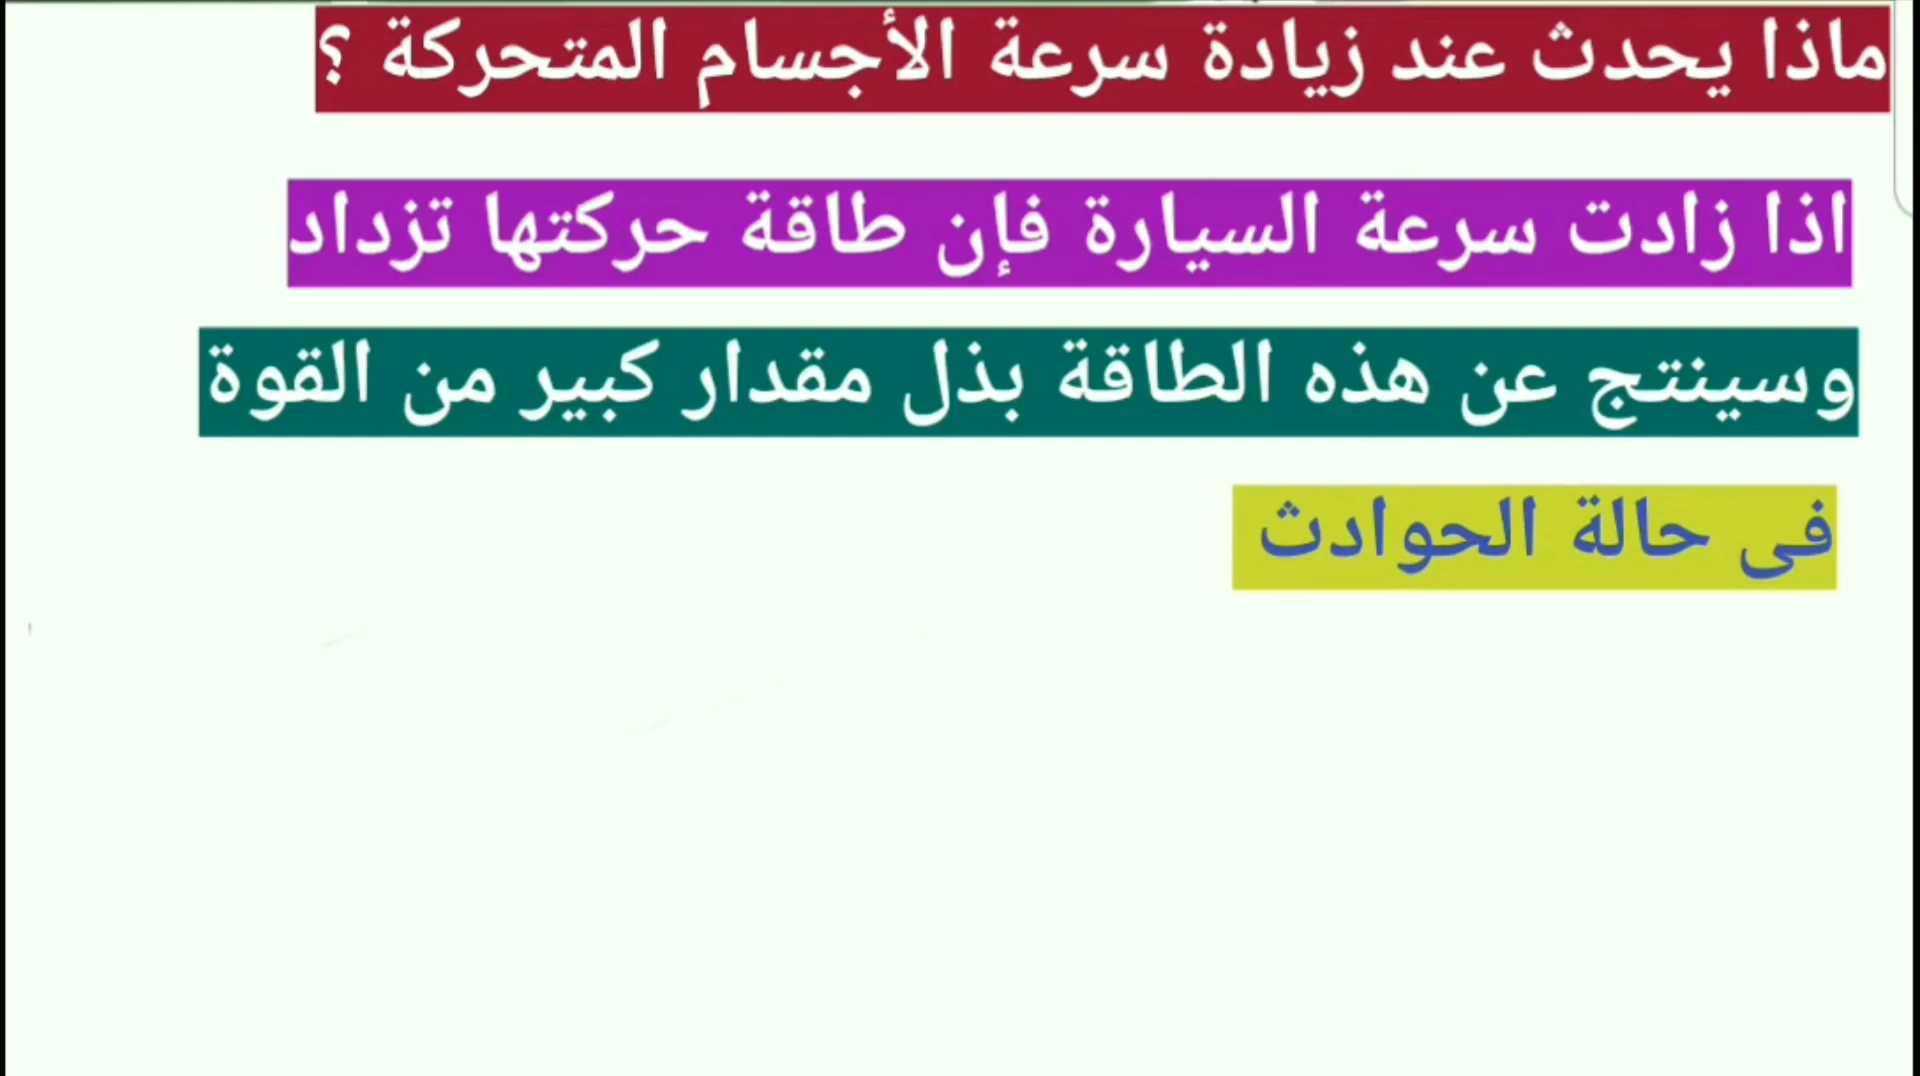 ماذا يحدث عند زيادة سرعة الأجسام المتحركة ؟
اذا زادت سرعة السيارة فإن طاقة حركتها تزداد
وسينتج عن هذه الطاقة بذل مقدار كبير من القوة
فى حالة الحوادث